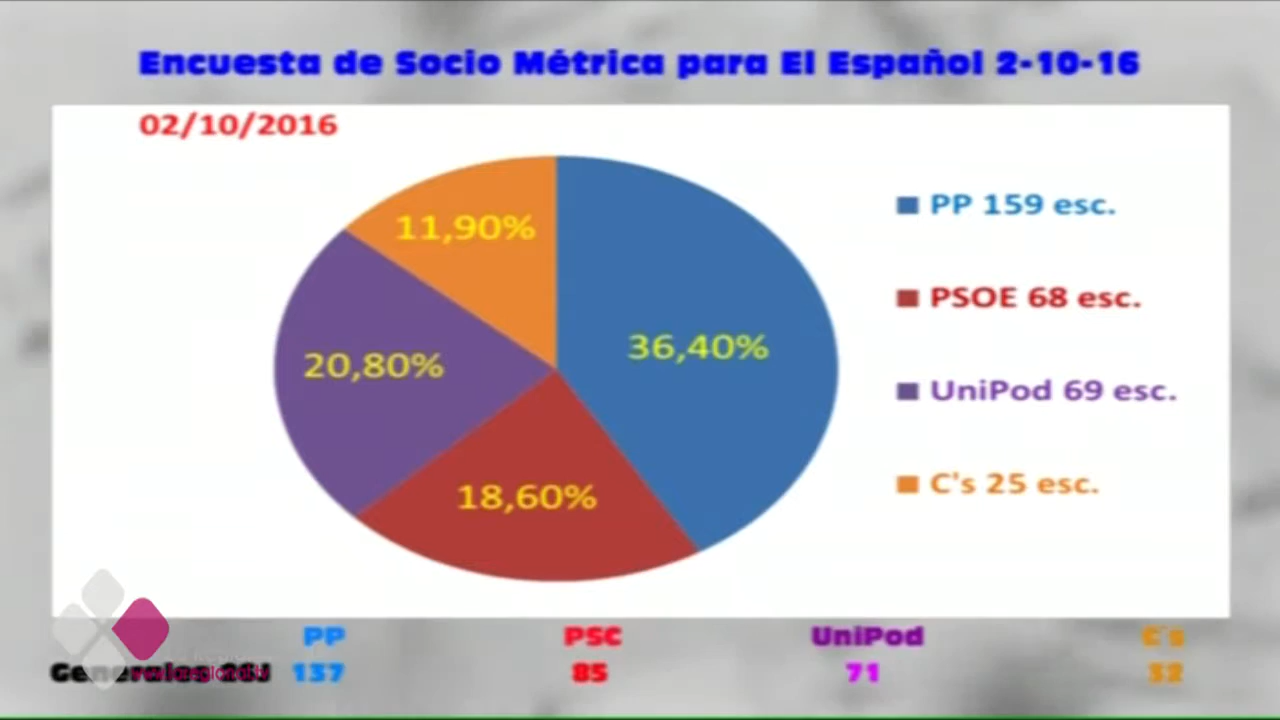 Encuesta de Socio Métrica para El Español 2-10-16
02/10/2016
11,90%
36,40%
20,80%
18,60%
PP 159 esc.
PSOE 68 esc.
UniPod 69 esc.
C's 25 esc.
PP PSC UniPod C's
Generales 137 85 71 32